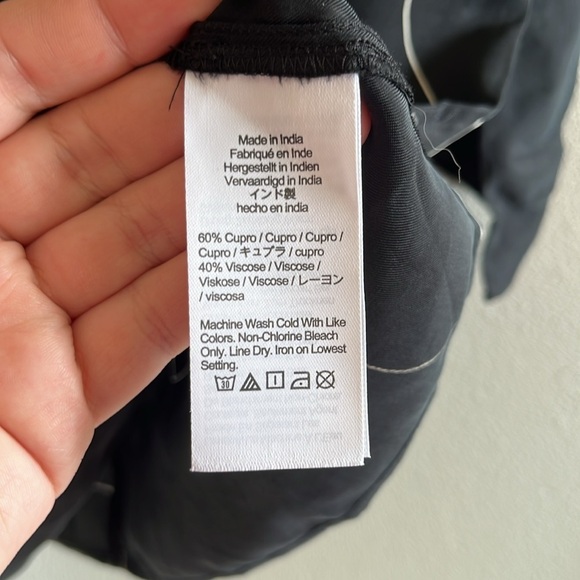 Made in India
Fabriqué en Inde
Hergestellt in Indien
Vervaardigd in India
インド製
hecho en india
60% Cupro / Cupro / Cupro /
Cupro / キュプラ / cupro
40% Viscose / Viscose /
Viskose / Viscose / レーヨン
/ viscosa
Machine Wash Cold With Like
Colors. Non-Chlorine Bleach
Only. Line Dry. Iron on Lowest
Setting.
30